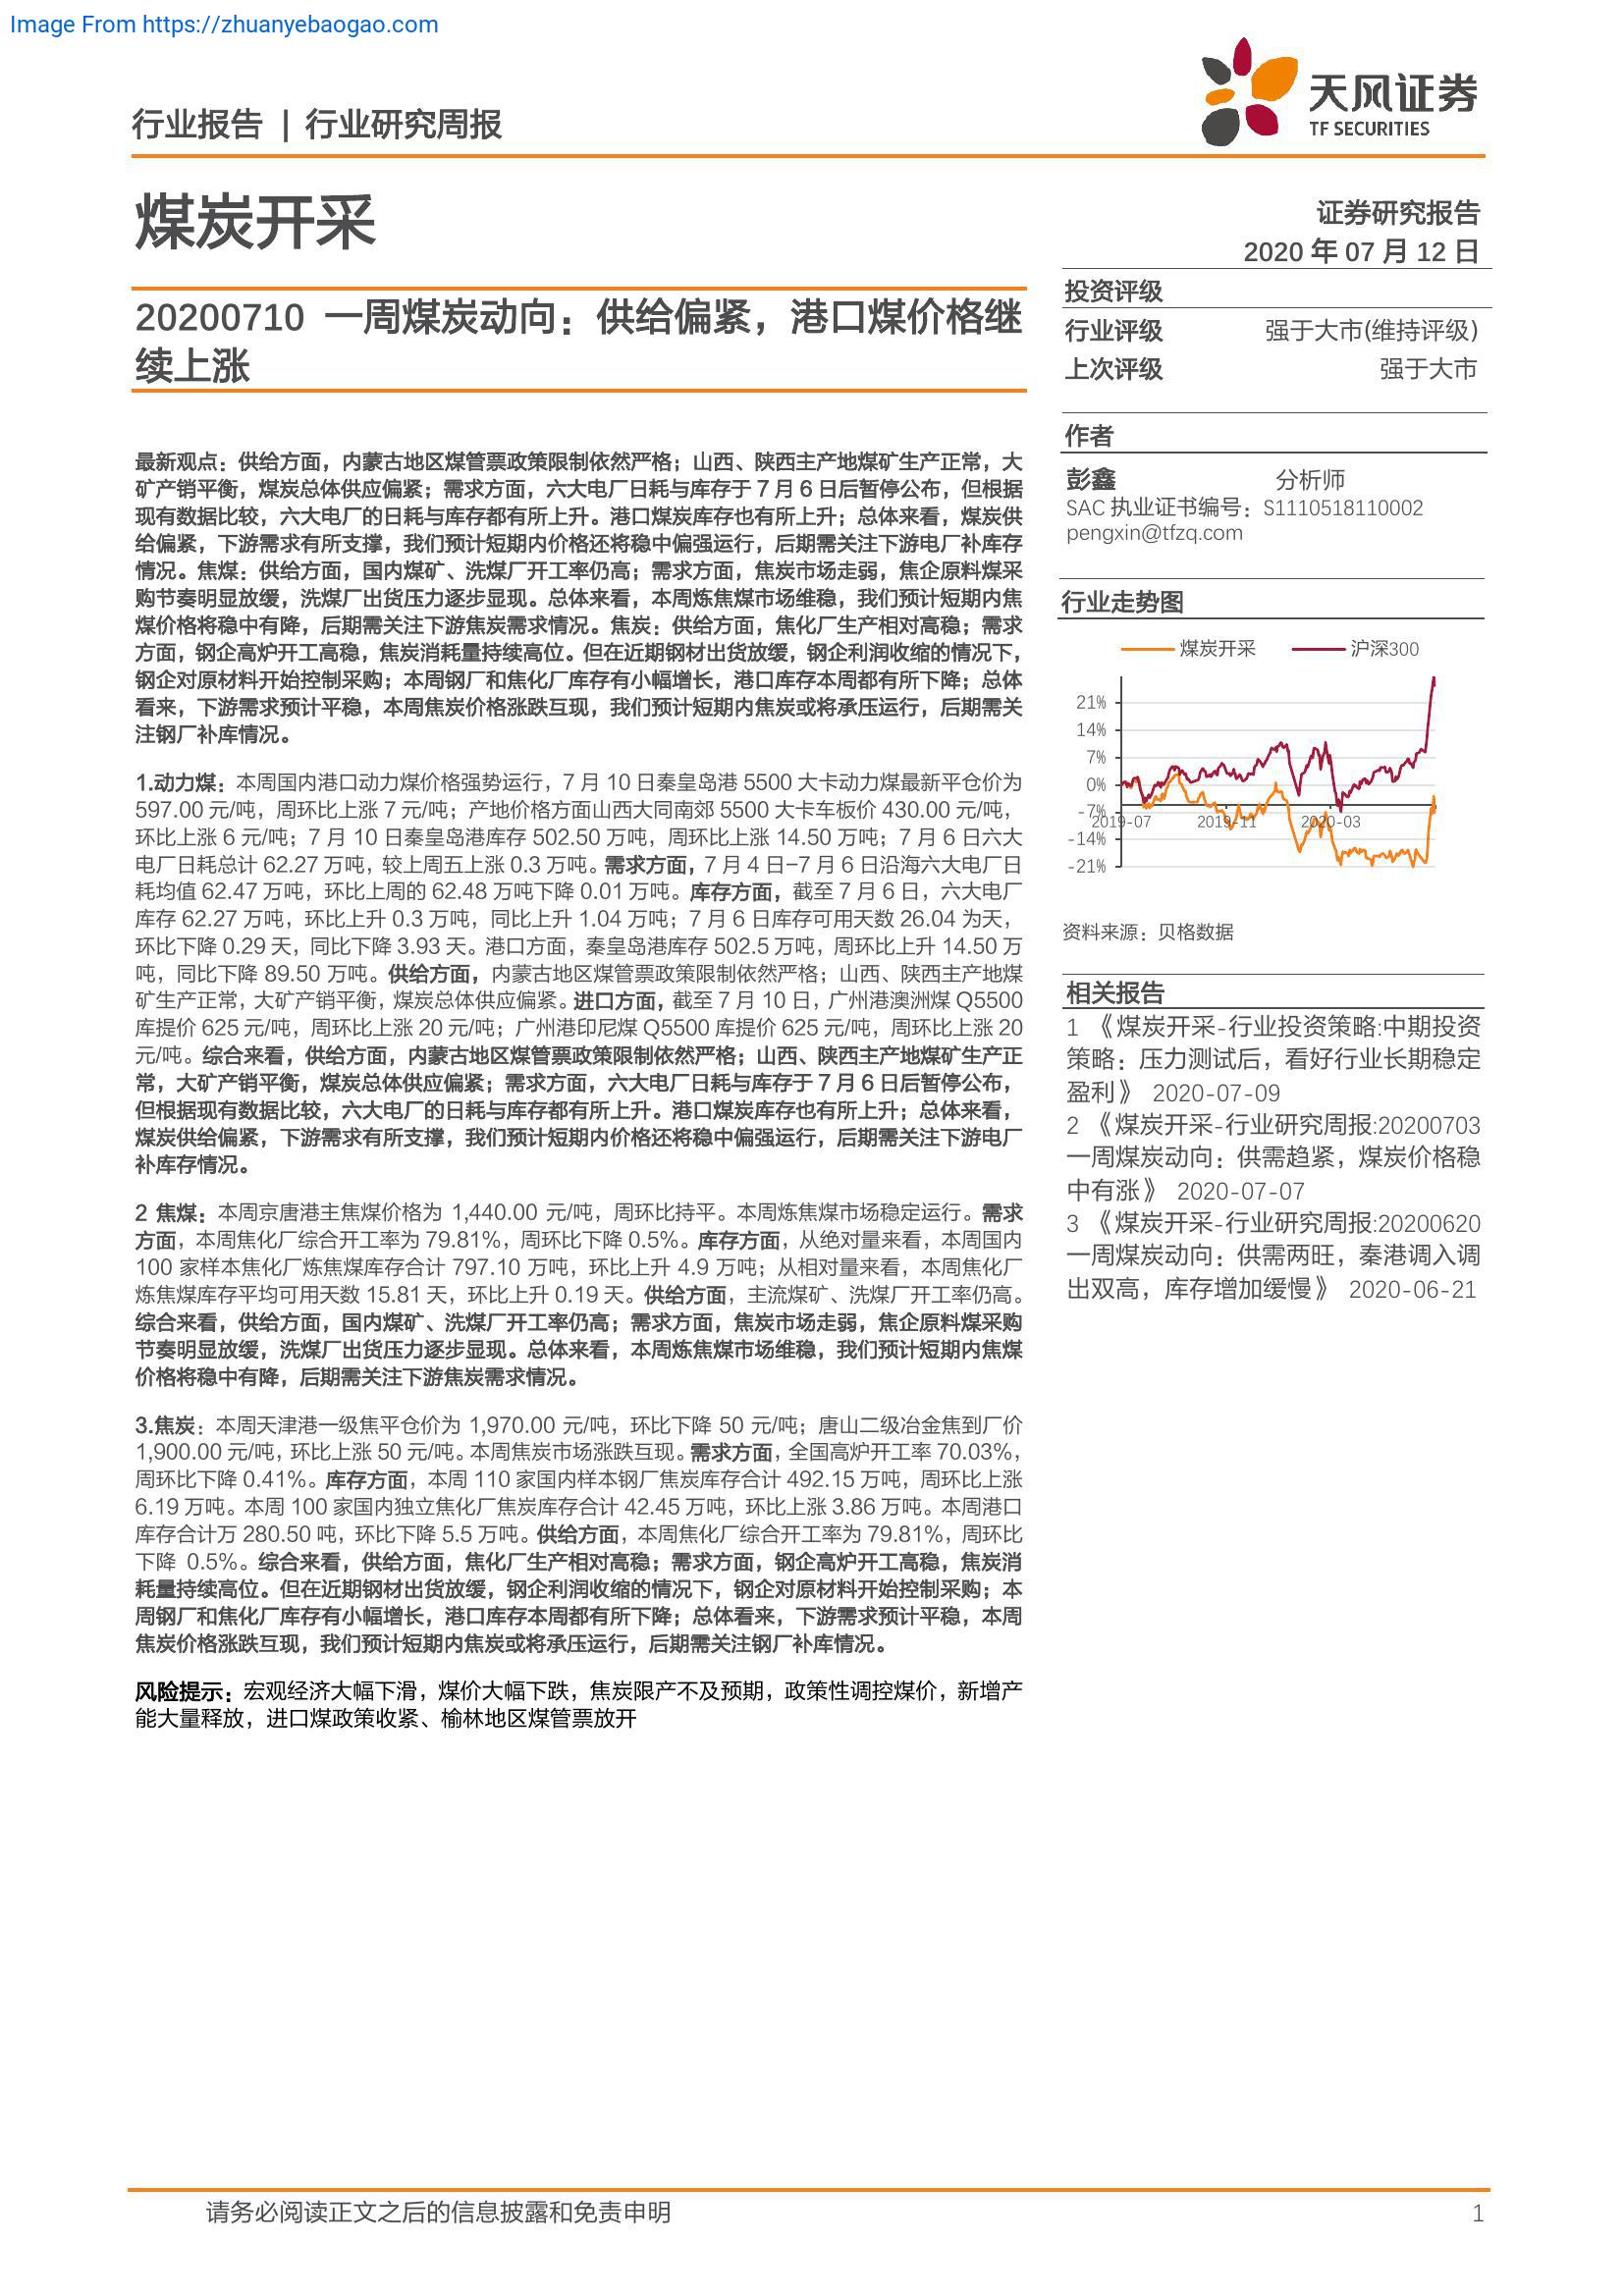 Image From https://zhuanyebaogao.com
行业报告 | 行业研究周报
天风证券
TF SECURITIES
煤炭开采
证券研究报告
2020 年 07 月 12 日
20200710 一周煤炭动向：供给偏紧，港口煤价格继
续上涨
投资评级
行业评级 强于大市(维持评级)
上次评级 强于大市
作者
彭鑫 分析师
SAC 执业证书编号：S1110518110002
pengxin@tfzq.com
行业走势图
煤炭开采 沪深300
21%
14%
7%
0%
-7%
-14%
-21%
2019-07 2019-11 2020-03
资料来源：贝格数据
相关报告
1 《煤炭开采-行业投资策略:中期投资
策略：压力测试后，看好行业长期稳定
盈利》 2020-07-09
2 《煤炭开采-行业研究周报:20200703
一周煤炭动向：供需趋紧，煤炭价格稳
中有涨》 2020-07-07
3 《煤炭开采-行业研究周报:20200620
一周煤炭动向：供需两旺，秦港调入调
出双高，库存增加缓慢》 2020-06-21
最新观点：供给方面，内蒙古地区煤管票政策限制依然严格；山西、陕西主产地煤矿生产正常，大
矿产销平衡，煤炭总体供应偏紧；需求方面，六大电厂日耗与库存于 7 月 6 日后暂停公布，但根据
现有数据比较，六大电厂的日耗与库存都有所上升。港口煤炭库存也有所上升；总体来看，煤炭供
给偏紧，下游需求有所支撑，我们预计短期内价格还将稳中偏强运行，后期需关注下游电厂补库存
情况。焦煤：供给方面，国内煤矿、洗煤厂开工率仍高；需求方面，焦炭市场走弱，焦企原料煤采
购节奏明显放缓，洗煤厂出货压力逐步显现。总体来看，本周炼焦煤市场维稳，我们预计短期内焦
煤价格将稳中有降，后期需关注下游焦炭需求情况。焦炭：供给方面，焦化厂生产相对高稳；需求
方面，钢企高炉开工高稳，焦炭消耗量持续高位。但在近期钢材出货放缓，钢企利润收缩的情况下，
钢企对原材料开始控制采购；本周钢厂和焦化厂库存有小幅增长，港口库存本周都有所下降；总体
看来，下游需求预计平稳，本周焦炭价格涨跌互现，我们预计短期内焦炭或将承压运行，后期需关
注钢厂补库情况。
1.动力煤：本周国内港口动力煤价格强势运行，7 月 10 日秦皇岛港 5500 大卡动力煤最新平仓价为
597.00 元/吨，周环比上涨 7 元/吨；产地价格方面山西大同南郊 5500 大卡车板价 430.00 元/吨，
环比上涨 6 元/吨；7 月 10 日秦皇岛港库存 502.50 万吨，周环比上涨 14.50 万吨；7 月 6 日六大
电厂日耗总计 62.27 万吨，较上周五上涨 0.3 万吨。需求方面，7 月 4 日–7 月 6 日沿海六大电厂日
耗均值 62.47 万吨，环比上周的 62.48 万吨下降 0.01 万吨。库存方面，截至 7 月 6 日，六大电厂
库存 62.27 万吨，环比上升 0.3 万吨，同比上升 1.04 万吨；7 月 6 日库存可用天数 26.04 为天，
环比下降 0.29 天，同比下降 3.93 天。港口方面，秦皇岛港库存 502.5 万吨，周环比上升 14.50 万
吨，同比下降 89.50 万吨。供给方面，内蒙古地区煤管票政策限制依然严格；山西、陕西主产地煤
矿生产正常，大矿产销平衡，煤炭总体供应偏紧。进口方面，截至 7 月 10 日，广州港澳洲煤 Q5500
库提价 625 元/吨，周环比上涨 20 元/吨；广州港印尼煤 Q5500 库提价 625 元/吨，周环比上涨 20
元/吨。综合来看，供给方面，内蒙古地区煤管票政策限制依然严格；山西、陕西主产地煤矿生产正
常，大矿产销平衡，煤炭总体供应偏紧；需求方面，六大电厂日耗与库存于 7 月 6 日后暂停公布，
但根据现有数据比较，六大电厂的日耗与库存都有所上升。港口煤炭库存也有所上升；总体来看，
煤炭供给偏紧，下游需求有所支撑，我们预计短期内价格还将稳中偏强运行，后期需关注下游电厂
补库存情况。
2 焦煤：本周京唐港主焦煤价格为 1,440.00 元/吨，周环比持平。本周炼焦煤市场稳定运行。需求
方面，本周焦化厂综合开工率为 79.81%，周环比下降 0.5%。库存方面，从绝对量来看，本周国内
100 家样本焦化厂炼焦煤库存合计 797.10 万吨，环比上升 4.9 万吨；从相对量来看，本周焦化厂
炼焦煤库存平均可用天数 15.81 天，环比上升 0.19 天。供给方面，主流煤矿、洗煤厂开工率仍高。
综合来看，供给方面，国内煤矿、洗煤厂开工率仍高；需求方面，焦炭市场走弱，焦企原料煤采购
节奏明显放缓，洗煤厂出货压力逐步显现。总体来看，本周炼焦煤市场维稳，我们预计短期内焦煤
价格将稳中有降，后期需关注下游焦炭需求情况。
3.焦炭：本周天津港一级焦平仓价为 1,970.00 元/吨，环比下降 50 元/吨；唐山二级冶金焦到厂价
1,900.00 元/吨，环比上涨 50 元/吨。本周焦炭市场涨跌互现。需求方面，全国高炉开工率 70.03%，
周环比下降 0.41%。库存方面，本周 110 家国内样本钢厂焦炭库存合计 492.15 万吨，周环比上涨
6.19 万吨。本周 100 家国内独立焦化厂焦炭库存合计 42.45 万吨，环比上涨 3.86 万吨。本周港口
库存合计万 280.50 吨，环比下降 5.5 万吨。供给方面，本周焦化厂综合开工率为 79.81%，周环比
下降 0.5%。综合来看，供给方面，焦化厂生产相对高稳；需求方面，钢企高炉开工高稳，焦炭消
耗量持续高位。但在近期钢材出货放缓，钢企利润收缩的情况下，钢企对原材料开始控制采购；本
周钢厂和焦化厂库存有小幅增长，港口库存本周都有所下降；总体看来，下游需求预计平稳，本周
焦炭价格涨跌互现，我们预计短期内焦炭或将承压运行，后期需关注钢厂补库情况。
风险提示：宏观经济大幅下滑，煤价大幅下跌，焦炭限产不及预期，政策性调控煤价，新增产
能大量释放，进口煤政策收紧、榆林地区煤管票放开
请务必阅读正文之后的信息披露和免责申明 1